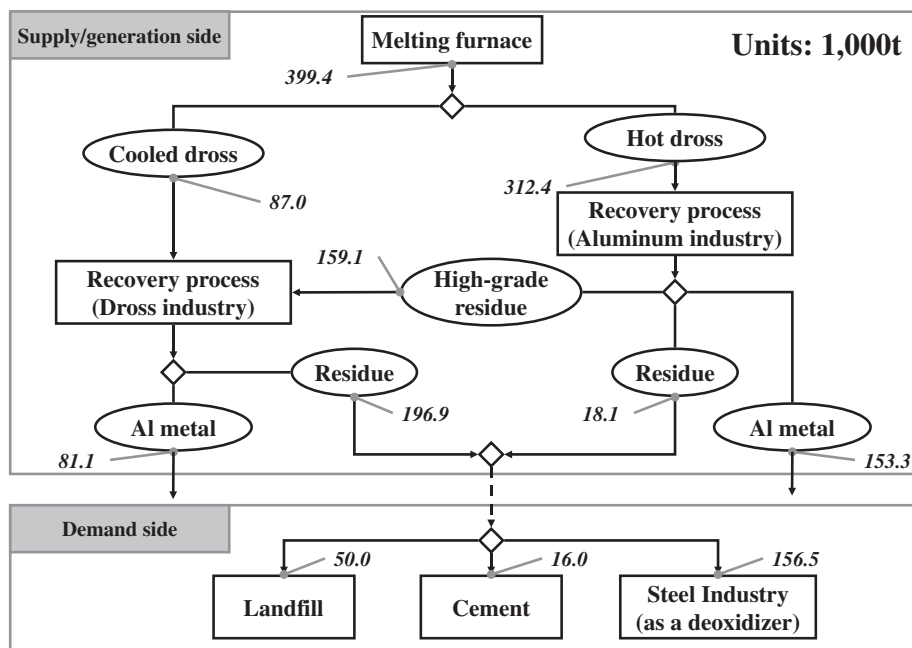 Supply/generation side
Melting furnace
Units: 1,000t
399.4
Cooled dross
Hot dross
87.0
312.4
Recovery process
(Aluminum industry)
159.1
High-grade
residue
Recovery process
(Dross industry)
Residue
Residue
196.9
18.1
Al metal
Al metal
81.1
153.3
Demand side
50.0
16.0
156.5
Landfill
Cement
Steel Industry
(as a deoxidizer)